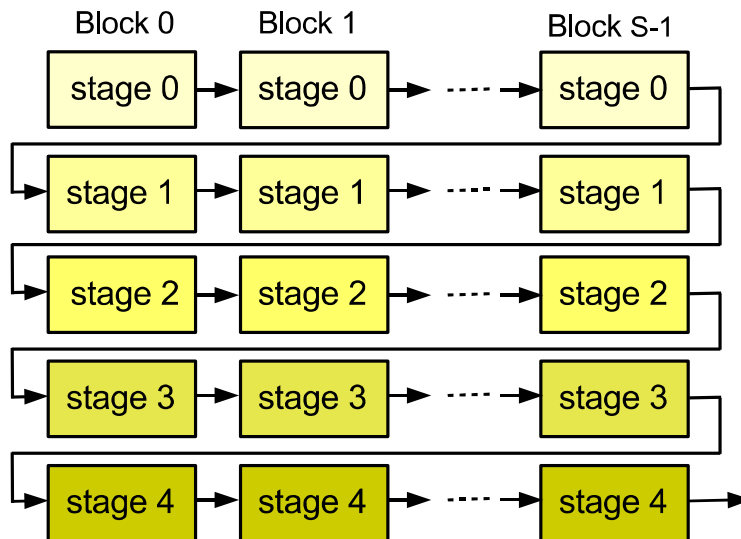 Block 0 Block 1 Block S-1
stage 0 stage 0 stage 0
stage 1 stage 1 stage 1
stage 2 stage 2 stage 2
stage 3 stage 3 stage 3
stage 4 stage 4 stage 4